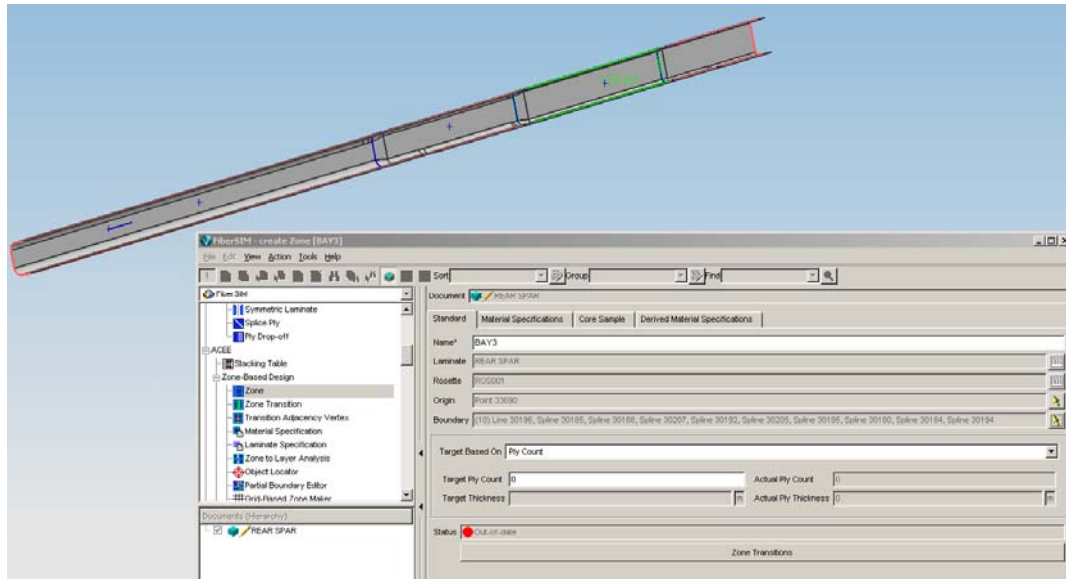 FiberSIM - create Zone [BAY3]
File Edit View Action Tools Help
Sort Group Find
FiberSIM
Symmetric Laminate
Splice Ply
Ply Drop-off
ACEE
Stacking Table
Zone-Based Design
Zone
Zone Transition
Transition Adjacency Vertex
Material Specification
Laminate Specification
Zone to Layer Analysis
Object Locator
Partial Boundary Editor
Grid-Based Zone Maker
Documents (Hierarchy)
REAR SPAR
Document REAR SPAR
Standard Material Specifications Core Sample Derived Material Specifications
Name* BAY3
Laminate REAR SPAR
Rosette ROS001
Origin Point 33690
Boundary (10) Line 30196, Spline 30185, Spline 30188, Spline 30207, Spline 30192, Spline 30205, Spline 30195, Spline 30180, Spline 30184, Spline 30194
Target Based On Ply Count
Target Ply Count 0 Actual Ply Count 0
Target Thickness m Actual Ply Thickness 0 m
Status Out-of-date
Zone Transitions